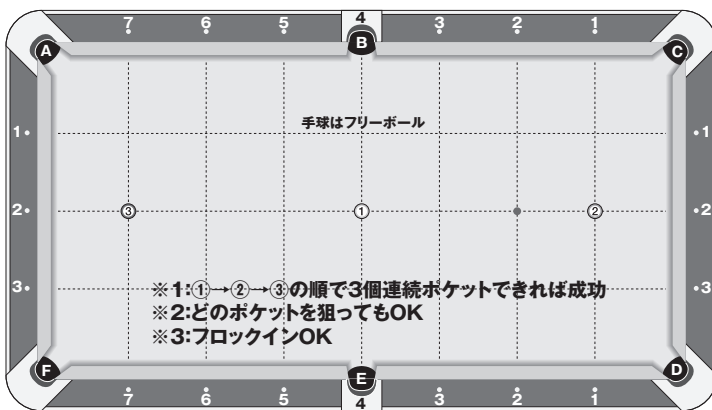 7 6 5 4 3 2 1
A B C
手球はフリーボール
1 1
2 ③ ① ② 2
3 3
※1:①→②→③の順で3個連続ポケットできれば成功
※2:どのポケットを狙ってもOK
※3:フロックインOK
F E D
7 6 5 4 3 2 1